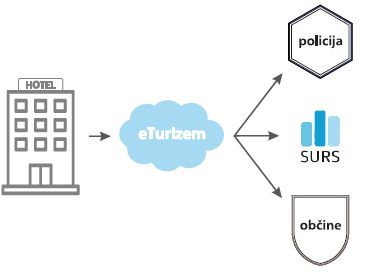 HOTEL
eTurizem
policija
SURS
občine